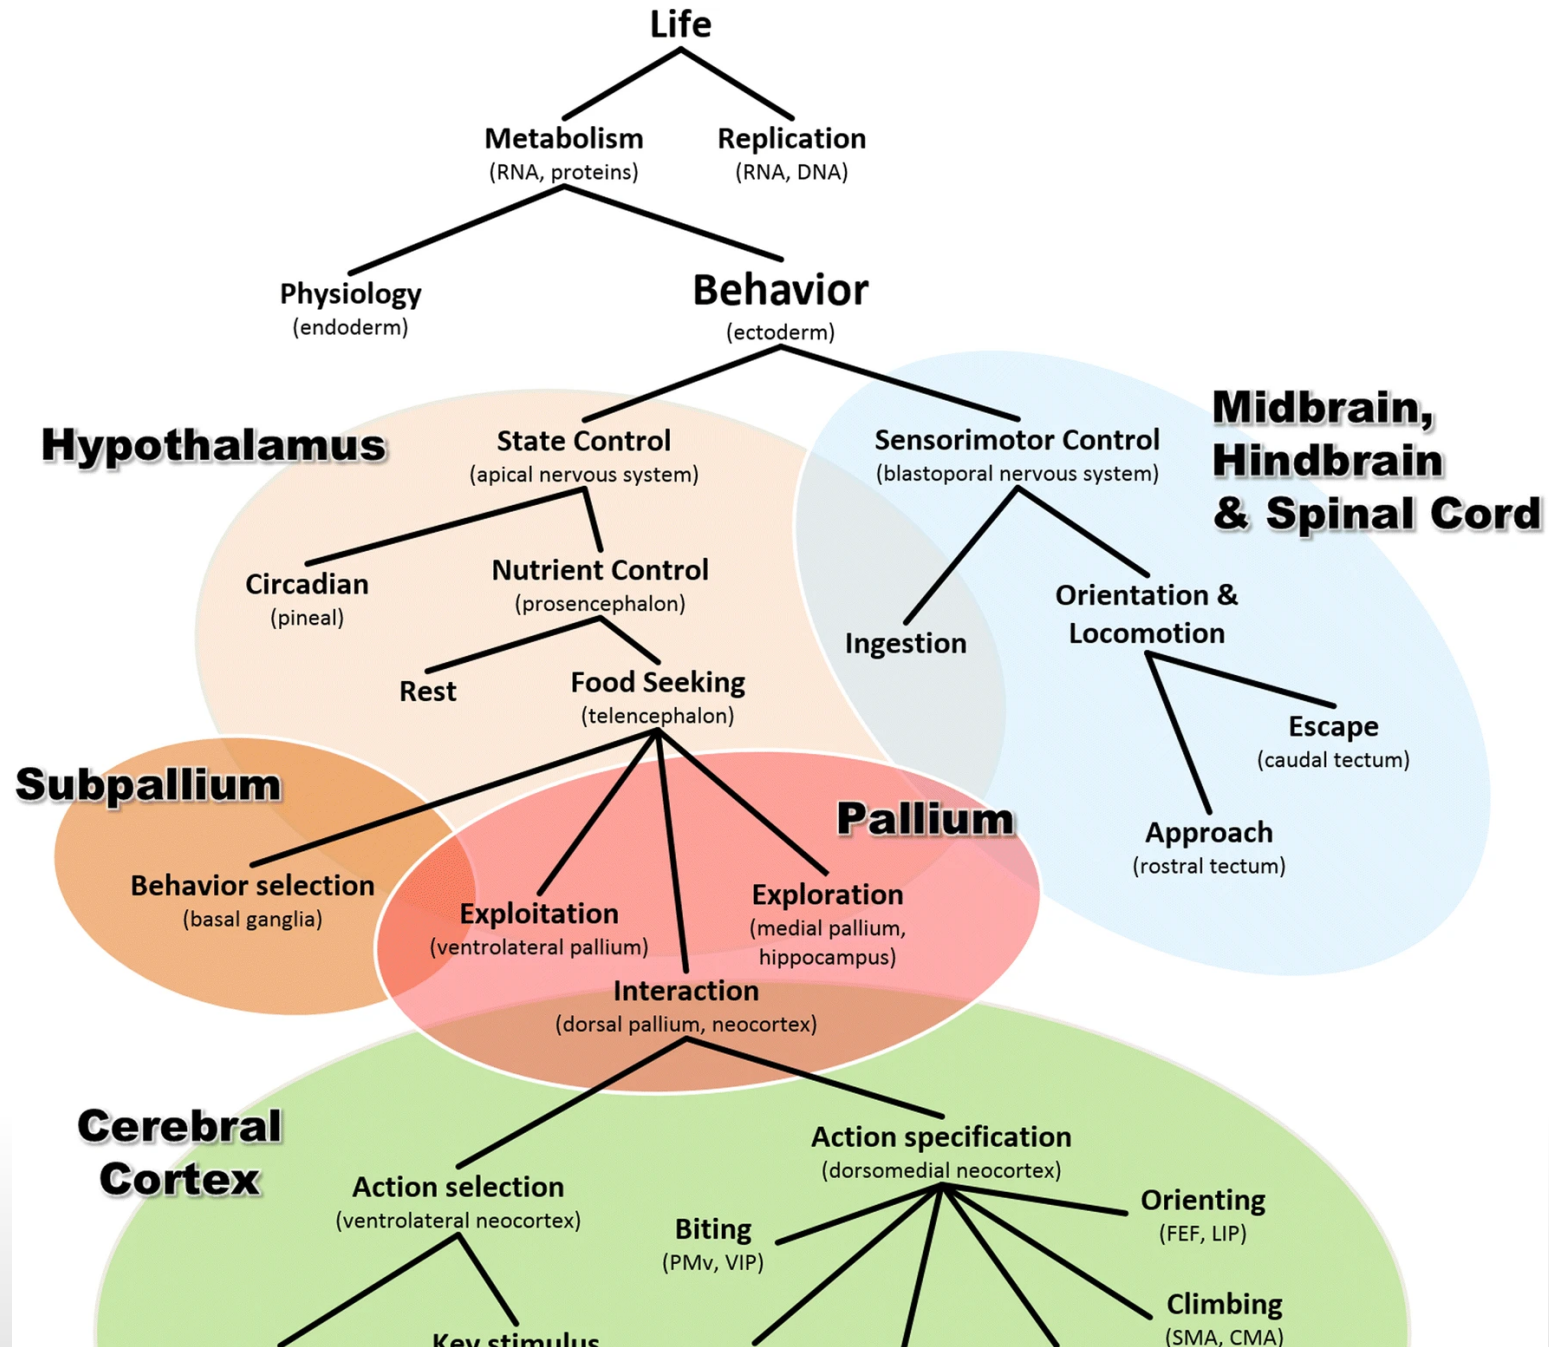 Life
Metabolism
(RNA, proteins)
Replication
(RNA, DNA)
Physiology
(endoderm)
Behavior
(ectoderm)
Hypothalamus
State Control
(apical nervous system)
Sensorimotor Control
(blastoporal nervous system)
Midbrain,
Hindbrain
& Spinal Cord
Circadian
(pineal)
Nutrient Control
(prosencephalon)
Ingestion
Orientation &
Locomotion
Rest
Food Seeking
(telencephalon)
Escape
(caudal tectum)
Approach
(rostral tectum)
Subpallium
Pallium
Behavior selection
(basal ganglia)
Exploitation
(ventrolateral pallium)
Exploration
(medial pallium,
hippocampus)
Interaction
(dorsal pallium, neocortex)
Cerebral
Cortex
Action selection
(ventrolateral neocortex)
Action specification
(dorsomedial neocortex)
Biting
(PMv, VIP)
Orienting
(FEF, LIP)
Climbing
(SMA, CMA)
Key stimulus